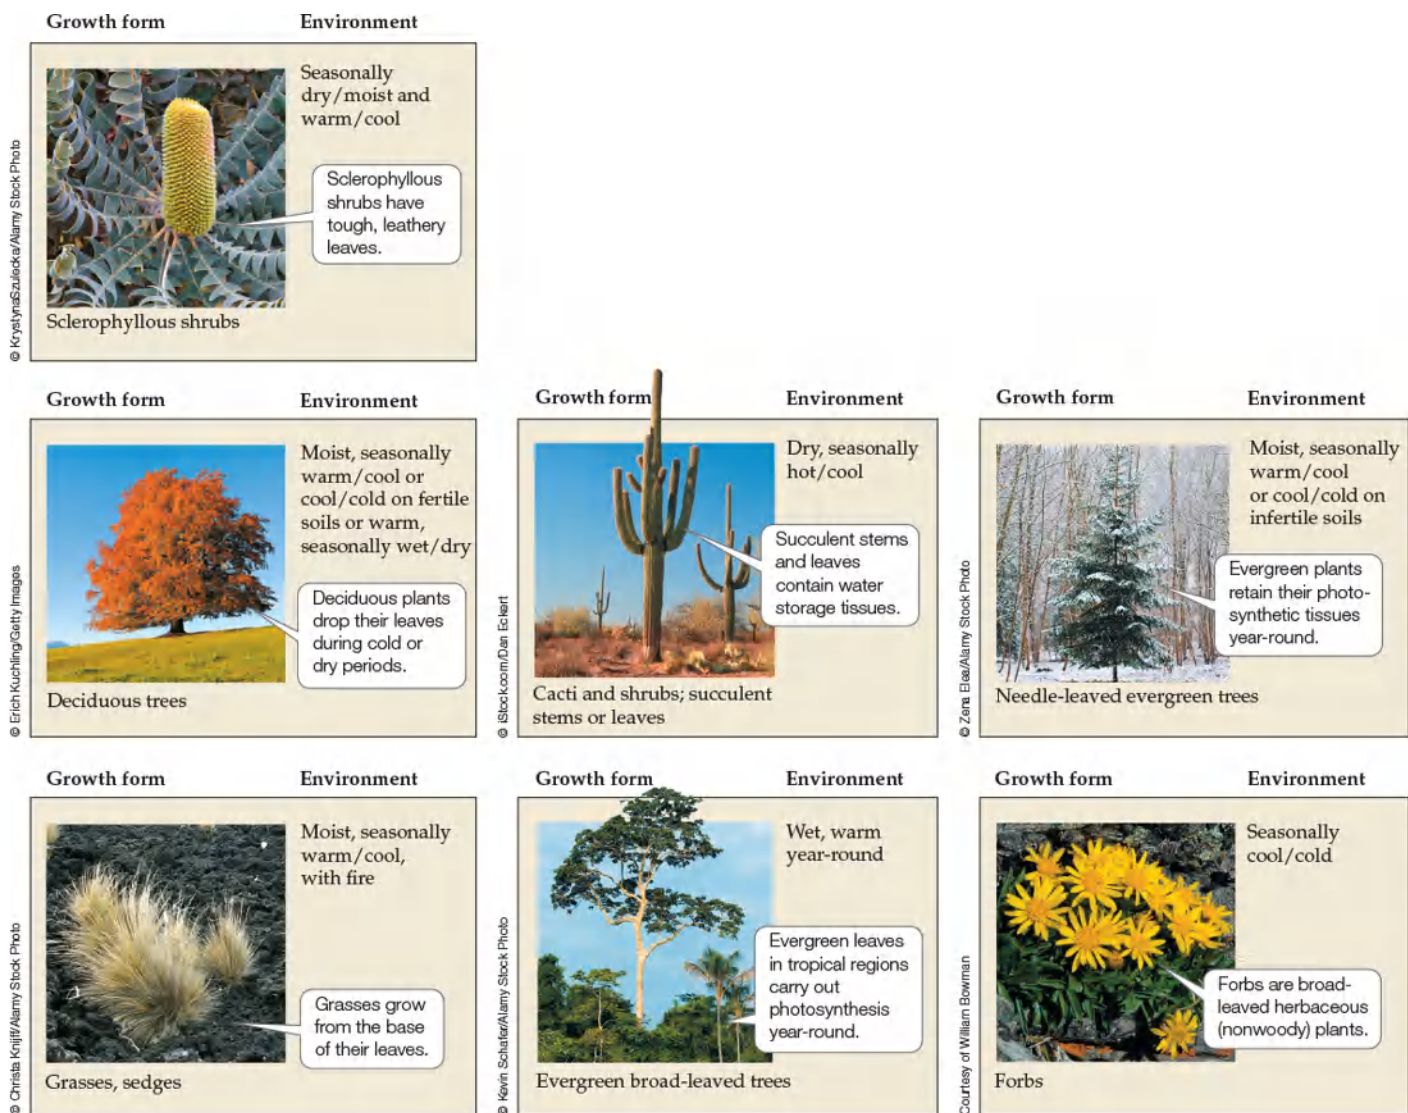 Growth form
Environment
Seasonally
dry/moist and
warm/cool
Sclerophyllous
shrubs have
tough, leathery
leaves.
Sclerophyllous shrubs
© KrystynaSzulecka/Alamy Stock Photo
Growth form
Environment
Moist, seasonally
warm/cool or
cool/cold on fertile
soils or warm,
seasonally wet/dry
Deciduous plants
drop their leaves
during cold or
dry periods.
Deciduous trees
© Erich Kuchling/Getty Images
Growth form
Environment
Dry, seasonally
hot/cool
Succulent stems
and leaves
contain water
storage tissues.
Cacti and shrubs; succulent
stems or leaves
© iStock.com/Dan Eckert
Growth form
Environment
Moist, seasonally
warm/cool
or cool/cold on
infertile soils
Evergreen plants
retain their photo-
synthetic tissues
year-round.
Needle-leaved evergreen trees
© Zena Elea/Alamy Stock Photo
Growth form
Environment
Moist, seasonally
warm/cool,
with fire
Grasses grow
from the base
of their leaves.
Grasses, sedges
© Christa Knijff/Alamy Stock Photo
Growth form
Environment
Wet, warm
year-round
Evergreen leaves
in tropical regions
carry out
photosynthesis
year-round.
Evergreen broad-leaved trees
© Kevin Schafer/Alamy Stock Photo
Growth form
Environment
Seasonally
cool/cold
Forbs are broad-
leaved herbaceous
(nonwoody) plants.
Forbs
Courtesy of William Bowman